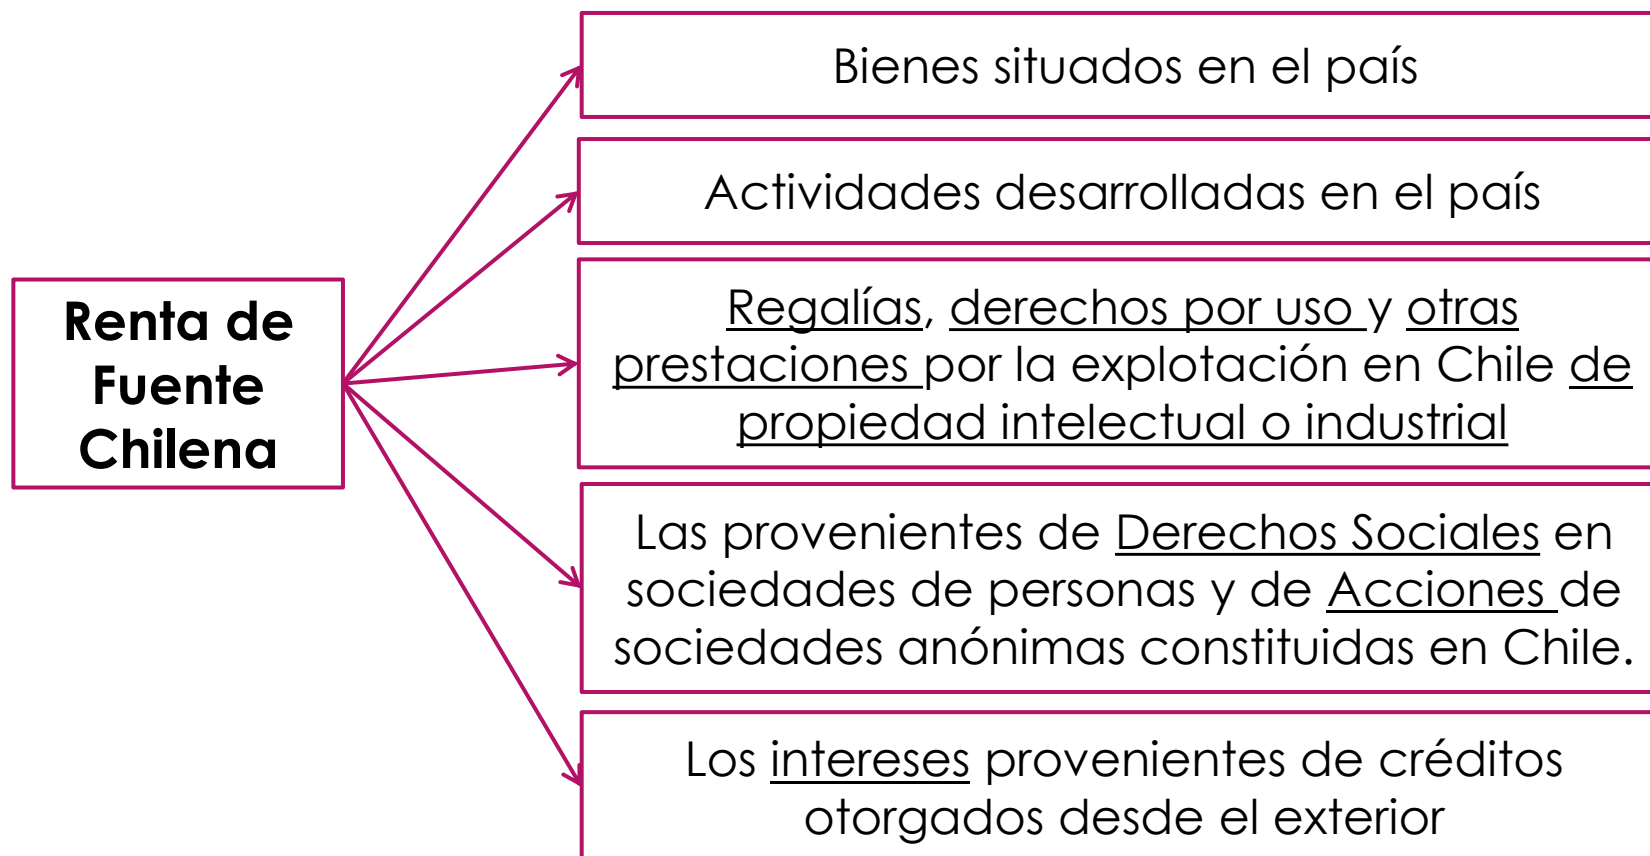 Bienes situados en el país
Actividades desarrolladas en el país
Renta de
Fuente
Chilena
Regalías, derechos por uso y otras
prestaciones por la explotación en Chile de
propiedad intelectual o industrial
Las provenientes de Derechos Sociales en
sociedades de personas y de Acciones de
sociedades anónimas constituidas en Chile.
Los intereses provenientes de créditos
otorgados desde el exterior